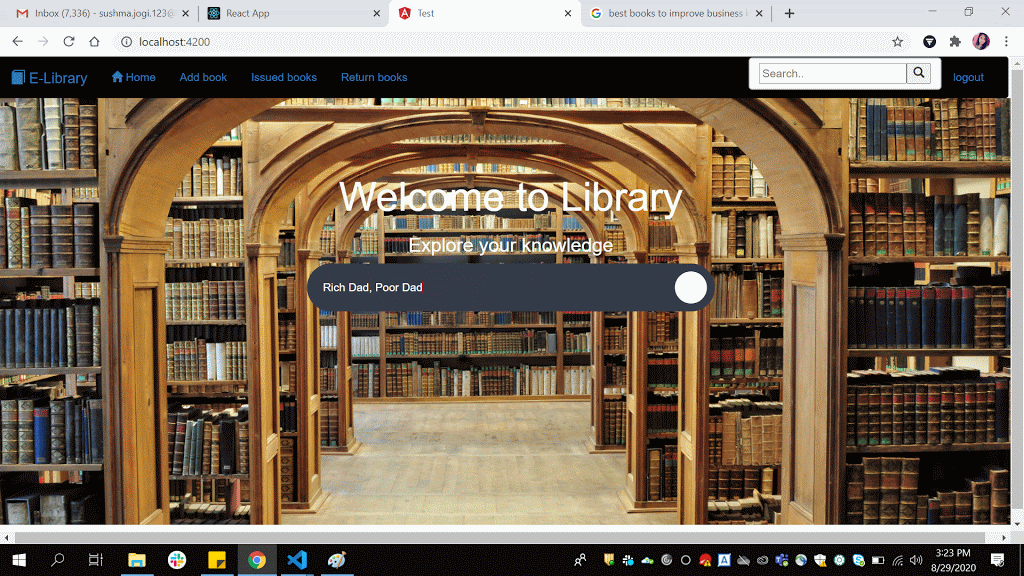 Inbox (7,336) - sushma.jogi.123@
React App
Test
best books to improve business i
localhost:4200
E-Library
Home
Add book
Issued books
Return books
Search..
logout
Welcome to Library
Explore your knowledge
Rich Dad, Poor Dad
3:23 PM
8/29/2020